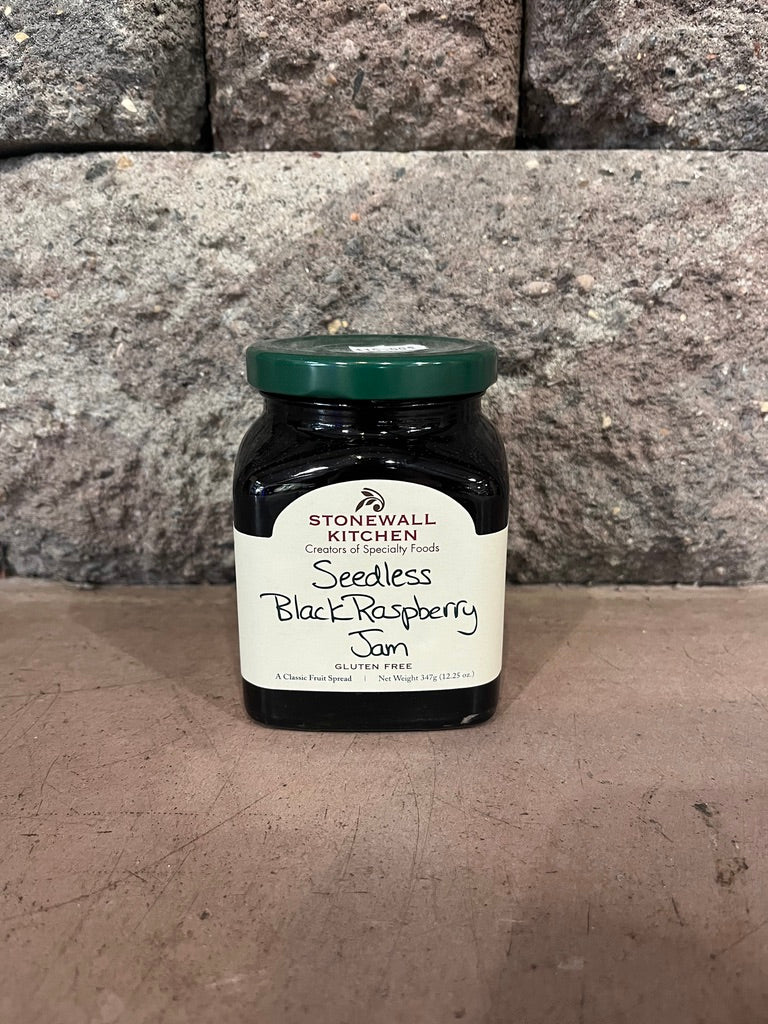 STONEWALL
KITCHEN
Creators of Specialty Foods
Seedless
Black Raspberry
Jam
GLUTEN FREE
A Classic Fruit Spread | Net Weight 347g (12.25 oz.)